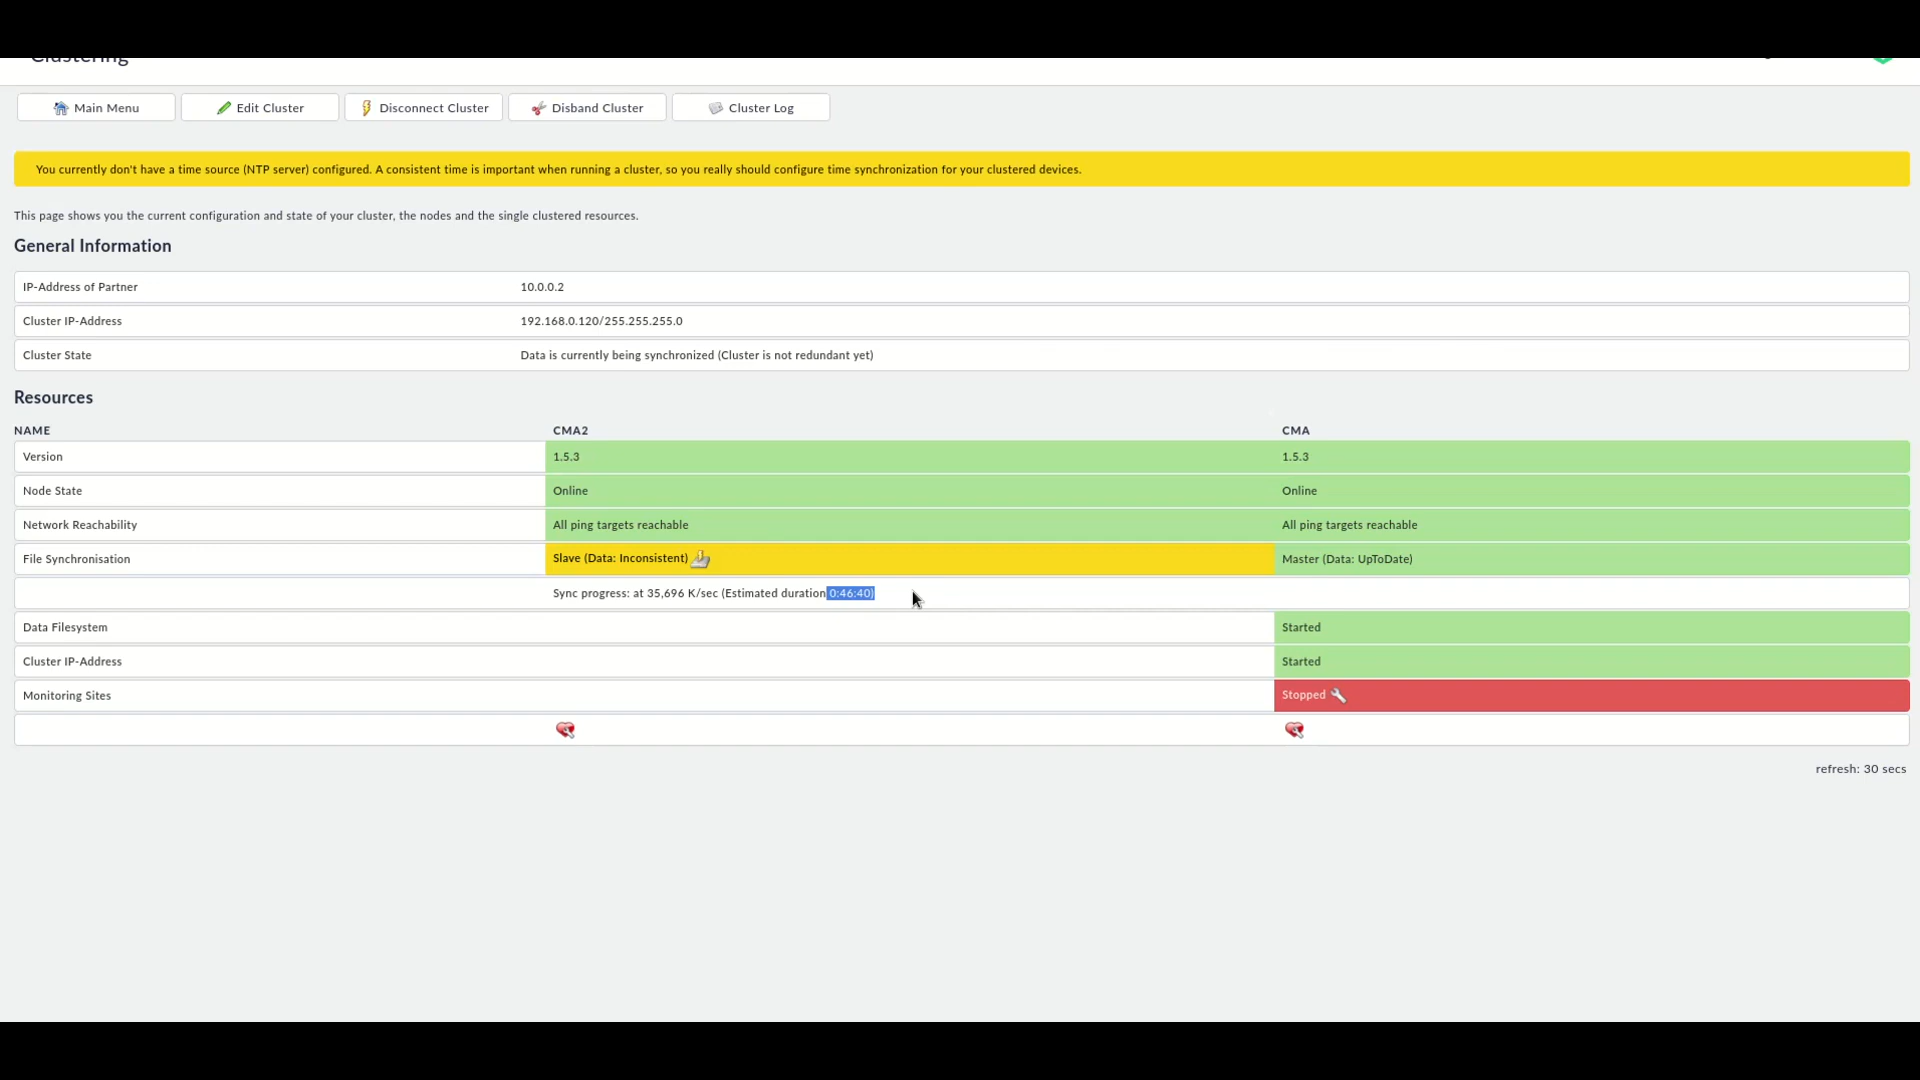 Clustering
Main Menu
Edit Cluster
Disconnect Cluster
Disband Cluster
Cluster Log
You currently don't have a time source (NTP server) configured. A consistent time is important when running a cluster, so you really should configure time synchronization for your clustered devices.
This page shows you the current configuration and state of your cluster, the nodes and the single clustered resources.
General Information
IP-Address of Partner 10.0.0.2
Cluster IP-Address 192.168.0.120/255.255.255.0
Cluster State Data is currently being synchronized (Cluster is not redundant yet)
Resources
NAME CMA2 CMA
Version 1.5.3 1.5.3
Node State Online Online
Network Reachability All ping targets reachable All ping targets reachable
File Synchronisation Slave (Data: Inconsistent) Master (Data: UpToDate)
Sync progress: at 35,696 K/sec (Estimated duration 0:46:40)
Data Filesystem Started
Cluster IP-Address Started
Monitoring Sites Stopped
refresh: 30 secs